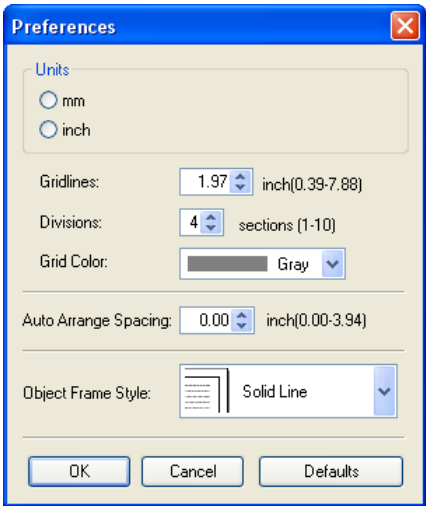 Preferences
Units
mm
inch
Gridlines: 1.97 inch(0.39-7.88)
Divisions: 4 sections (1-10)
Grid Color: Gray
Auto Arrange Spacing: 0.00 inch(0.00-3.94)
Object Frame Style: Solid Line
OK Cancel Defaults